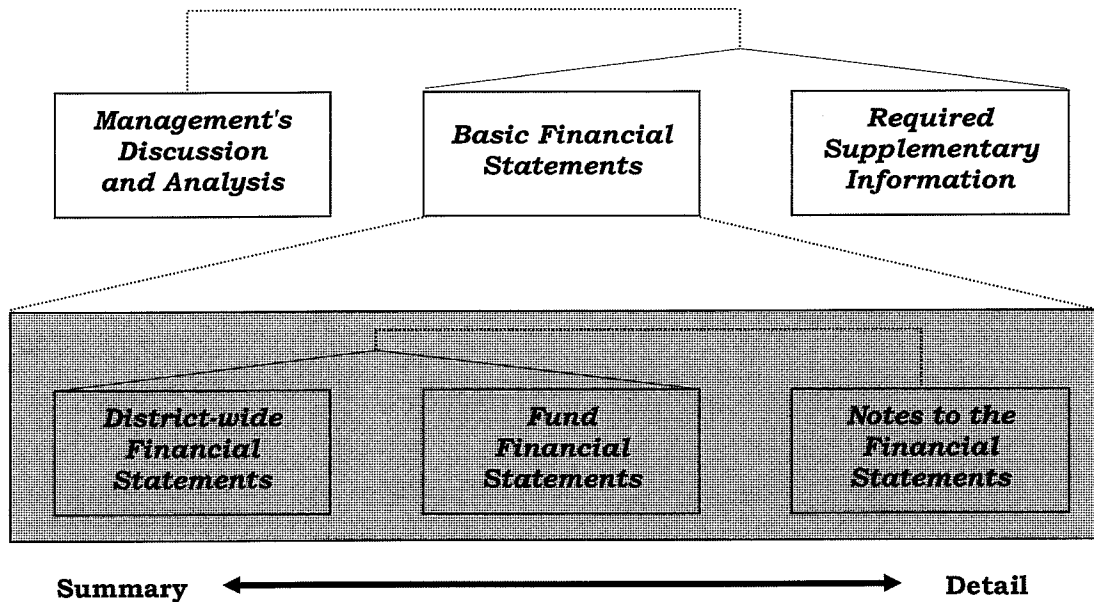 Management's
Discussion
and Analysis
Basic Financial
Statements
Required
Supplementary
Information
District-wide
Financial
Statements
Fund
Financial
Statements
Notes to the
Financial
Statements
Summary
Detail